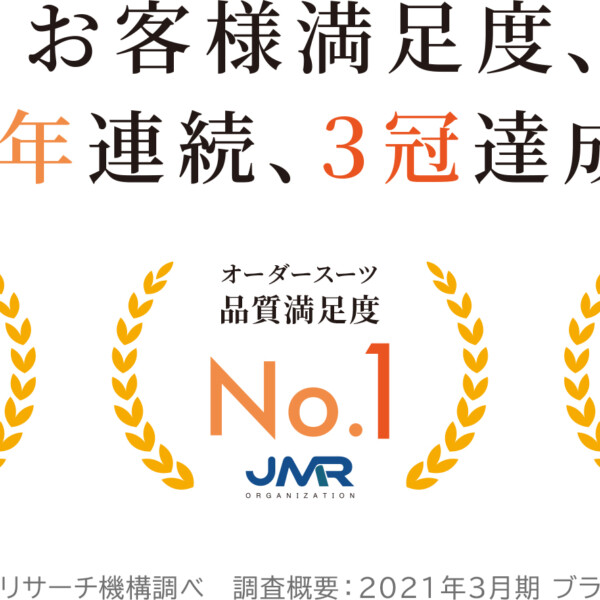 お客様満足度、
年連続、3冠達成
オーダースーツ
品質満足度
No.1
JMR
ORGANIZATION
リサーチ機構調べ 調査概要：2021年3月期 ブラ